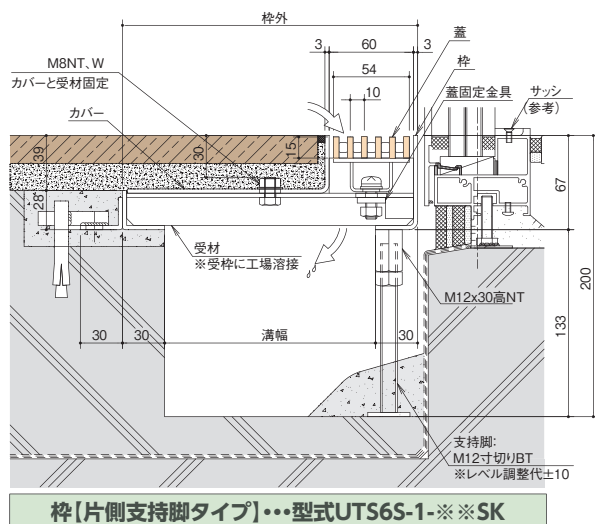 枠外
3
60
3
蓋
M8NT、W
カバーと受材固定
54
枠
10
蓋固定金具
サッシ
(参考)
カバー
39
30
15
28
67
受材
※受枠に工場溶接
200
M12x30高NT
30
30
溝幅
30
133
支持脚:
M12寸切りBT
※レベル調整代±10
枠【片側支持脚タイプ】・・・型式UTS6S-1-※※SK